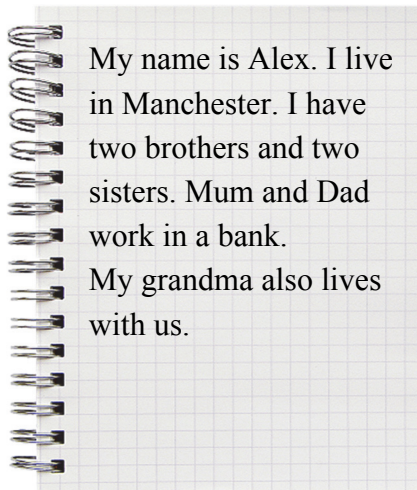 My name is Alex. I live
in Manchester. I have
two brothers and two
sisters. Mum and Dad
work in a bank.
My grandma also lives
with us.